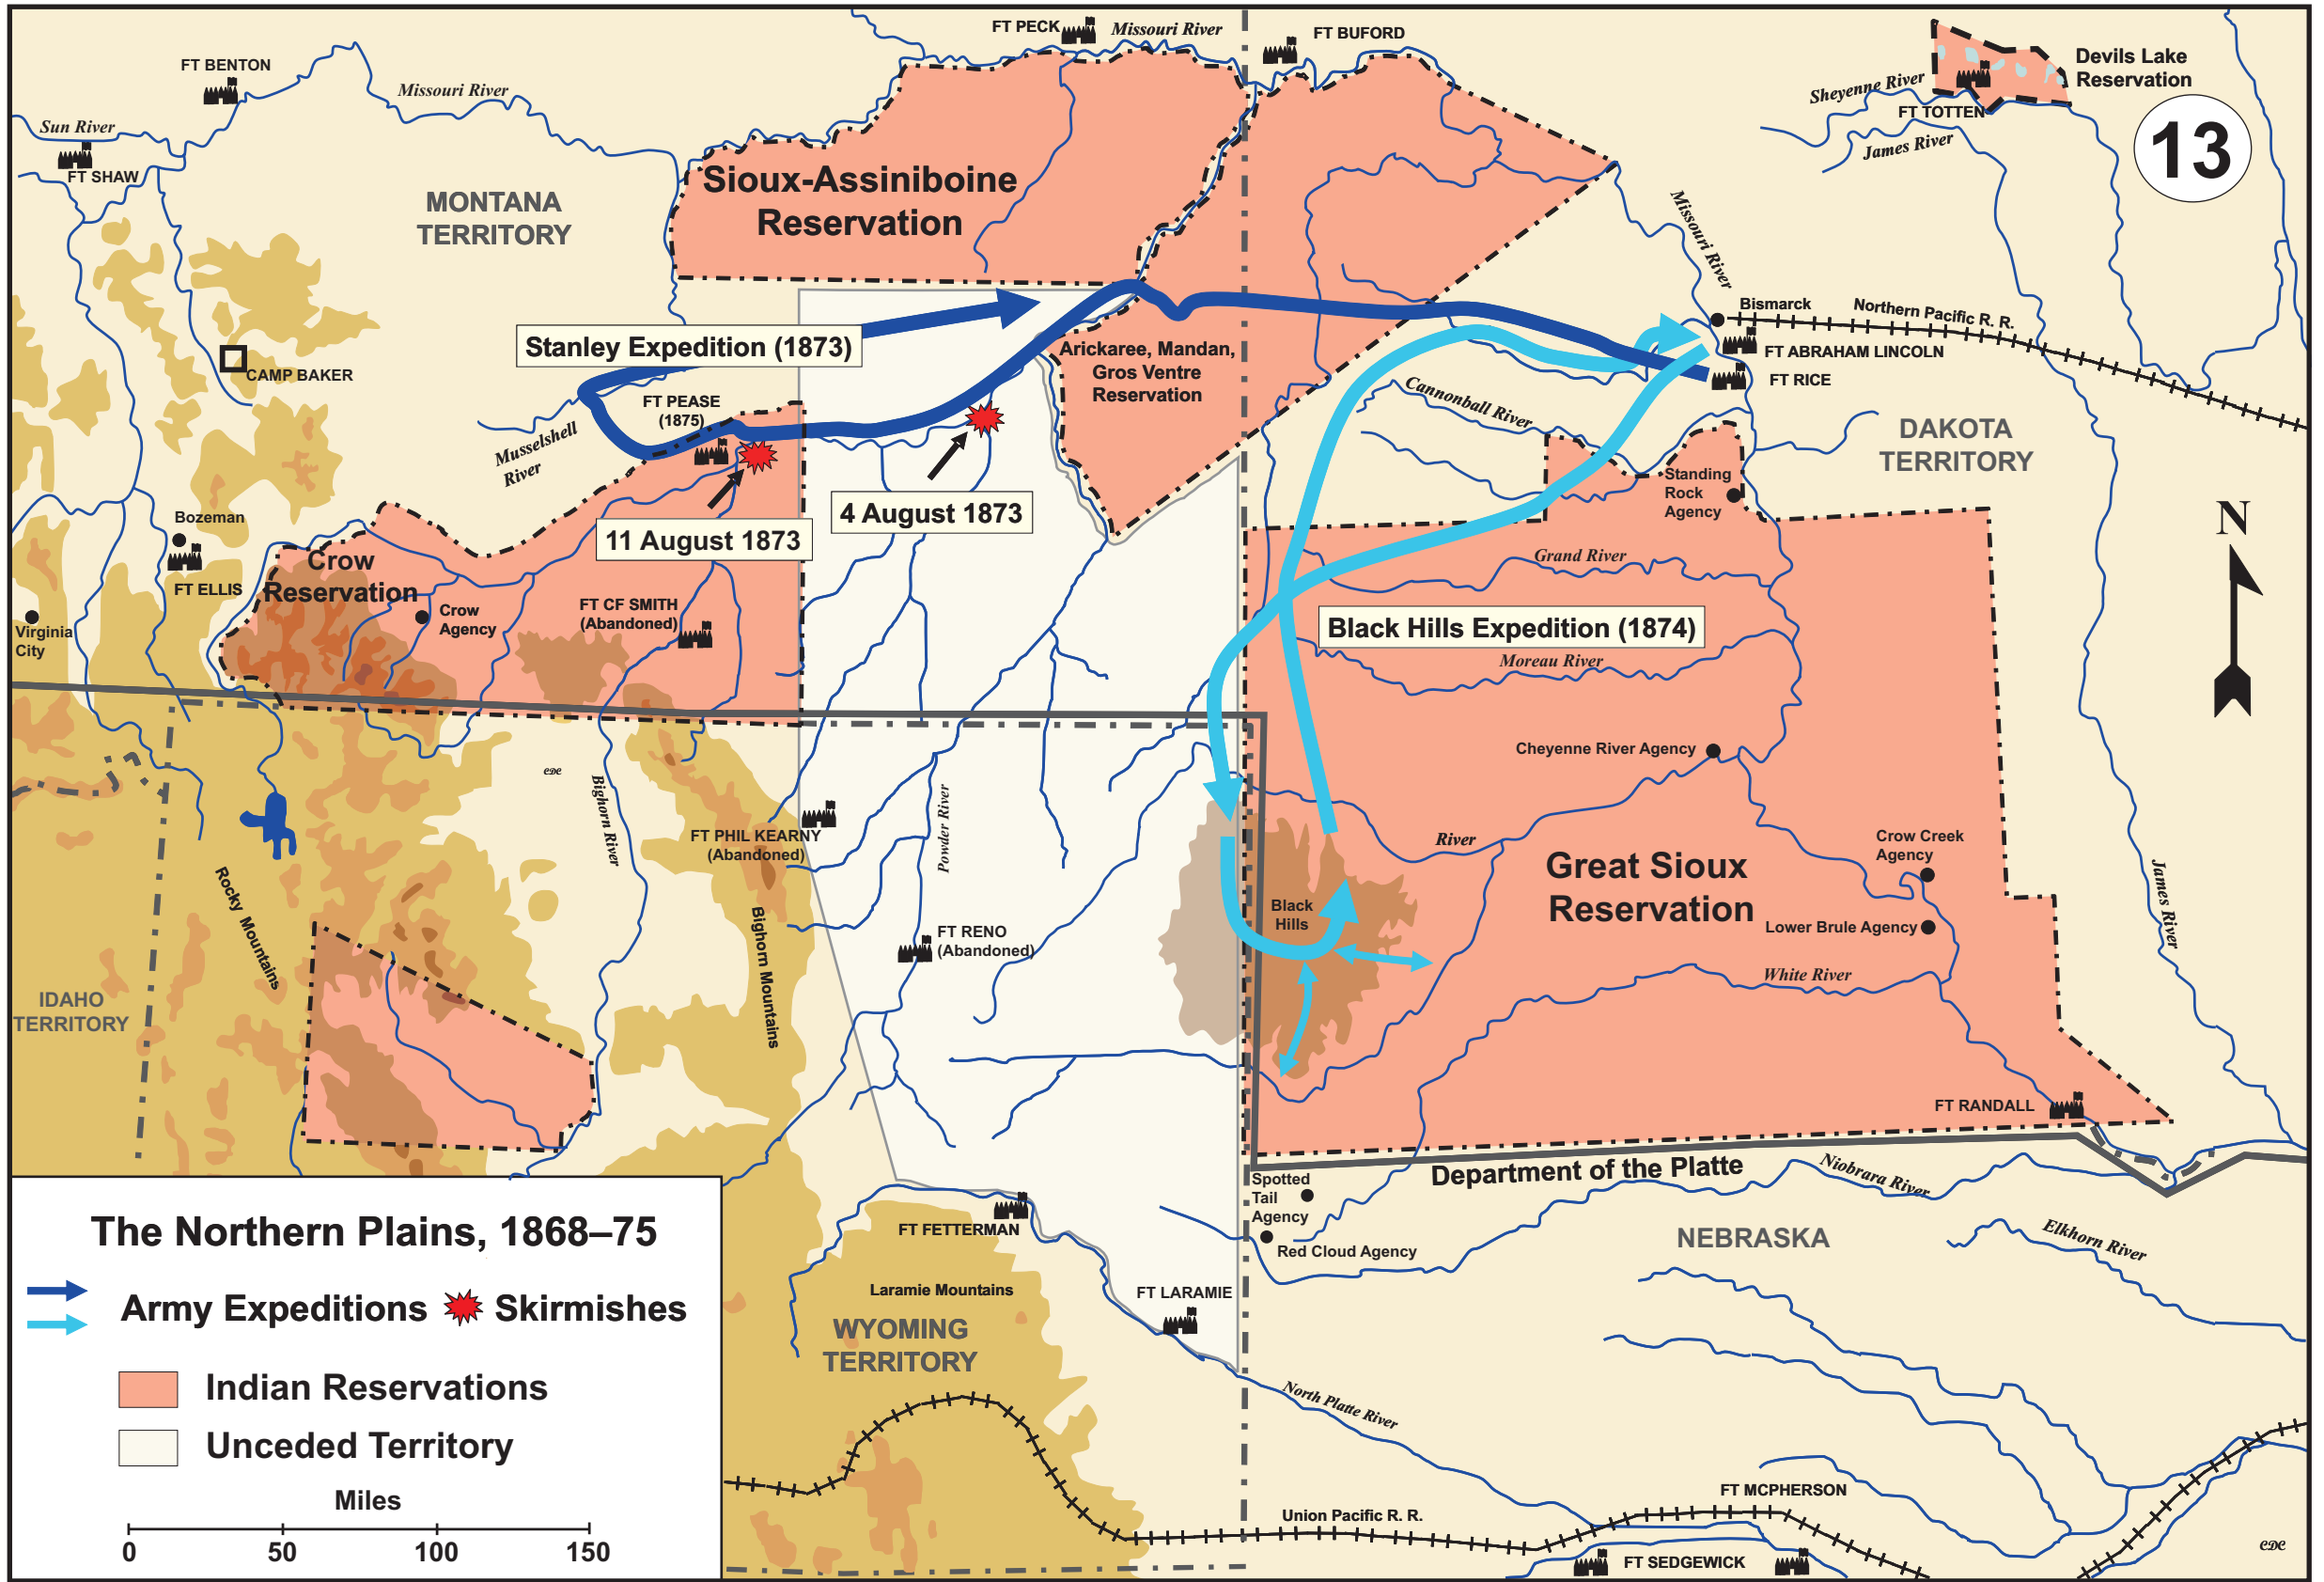 FT PECK
Missouri River
FT BUFORD
Devils Lake
Reservation
FT BENTON
Missouri River
Sheyenne River
FT TOTTEN
Sun River
James River
13
FT SHAW
MONTANA
TERRITORY
Sioux-Assiniboine
Reservation
Missouri River
Bismarck
Northern Pacific R. R.
Stanley Expedition (1873)
FT ABRAHAM LINCOLN
CAMP BAKER
Arickaree, Mandan,
Gros Ventre
Reservation
FT RICE
Cannonball River
FT PEASE
(1875)
Musselshell
River
DAKOTA
TERRITORY
Standing
Rock
Agency
4 August 1873
11 August 1873
Bozeman
N
Crow
Reservation
FT ELLIS
Grand River
Crow
Agency
FT CF SMITH
(Abandoned)
Virginia
City
Black Hills Expedition (1874)
Moreau River
Cheyenne River Agency
cde
Bighorn River
Powder River
FT PHIL KEARNY
(Abandoned)
River
Crow Creek
Agency
Great Sioux
Reservation
Rocky Mountains
Bighorn Mountains
Black
Hills
James River
FT RENO
(Abandoned)
Lower Brule Agency
White River
IDAHO
TERRITORY
FT RANDALL
Department of the Platte
Niobrara River
Spotted
Tail
Agency
FT FETTERMAN
Red Cloud Agency
NEBRASKA
Elkhorn River
Laramie Mountains
FT LARAMIE
WYOMING
TERRITORY
North Platte River
FT MCPHERSON
Union Pacific R. R.
FT SEDGEWICK
cde
The Northern Plains, 1868–75
Army Expeditions
Skirmishes
Indian Reservations
Unceded Territory
Miles
0 50 100 150